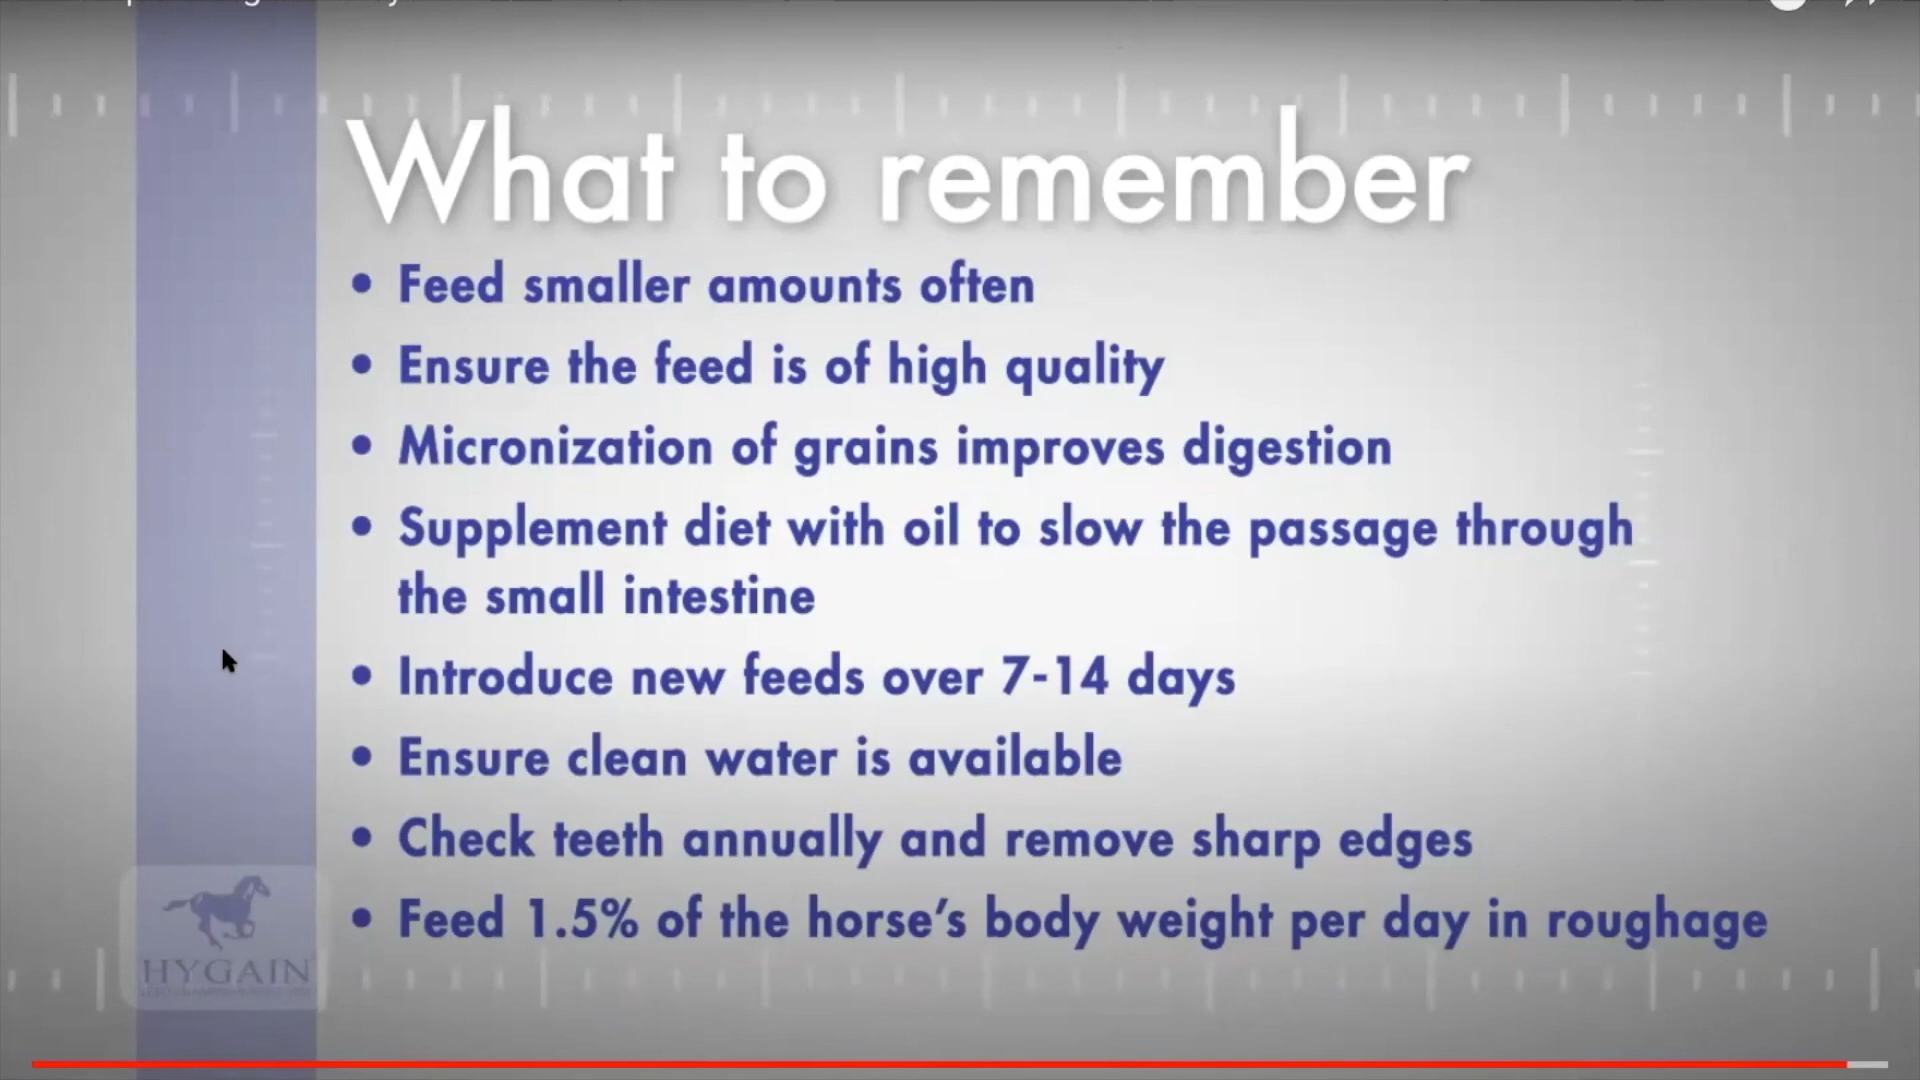 What to remember
• Feed smaller amounts often
• Ensure the feed is of high quality
• Micronization of grains improves digestion
• Supplement diet with oil to slow the passage through
the small intestine
• Introduce new feeds over 7-14 days
• Ensure clean water is available
• Check teeth annually and remove sharp edges
• Feed 1.5% of the horse's body weight per day in roughage
HYGAIN